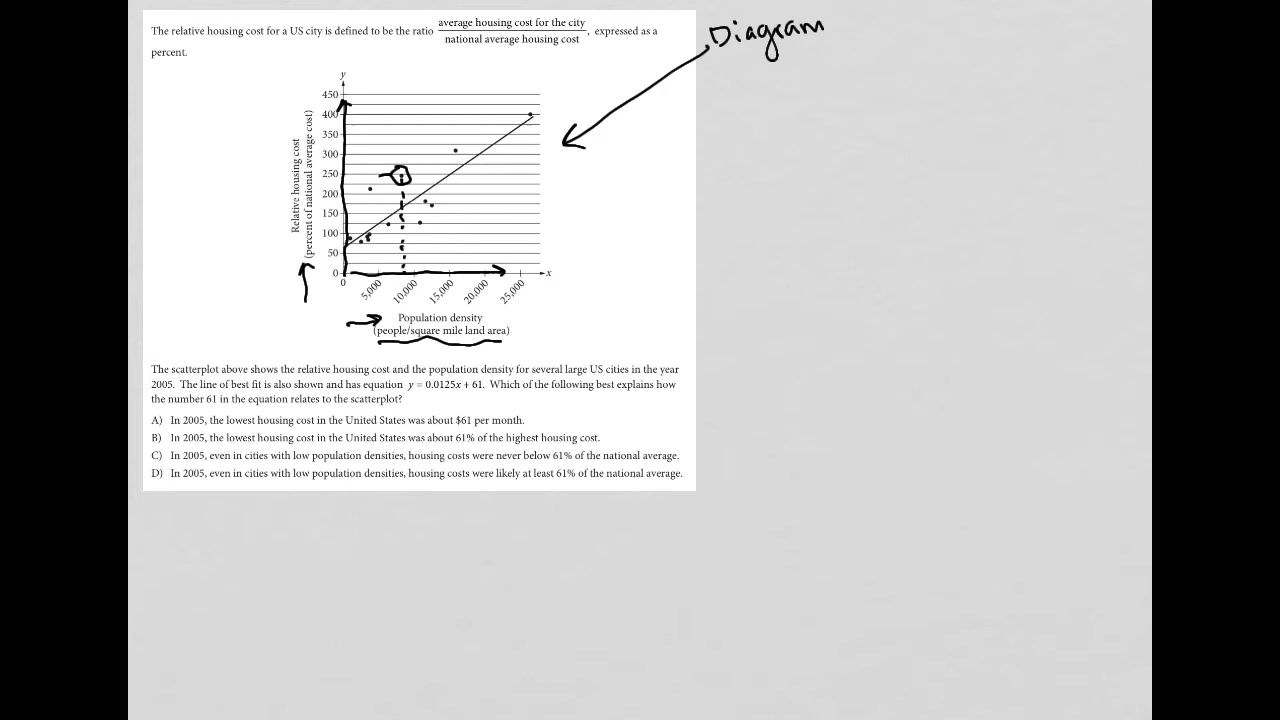 The relative housing cost for a US city is defined to be the ratio average housing cost for the city / national average housing cost, expressed as a
percent.
Diagram
y
450
400
350
300
250
200
150
100
50
0
Relative housing cost
(percent of national average cost)
0
5,000
10,000
15,000
20,000
25,000
x
Population density
(people/square mile land area)
The scatterplot above shows the relative housing cost and the population density for several large US cities in the year
2005. The line of best fit is also shown and has equation y = 0.0125x + 61. Which of the following best explains how
the number 61 in the equation relates to the scatterplot?
A) In 2005, the lowest housing cost in the United States was about $61 per month.
B) In 2005, the lowest housing cost in the United States was about 61% of the highest housing cost.
C) In 2005, even in cities with low population densities, housing costs were never below 61% of the national average.
D) In 2005, even in cities with low population densities, housing costs were likely at least 61% of the national average.